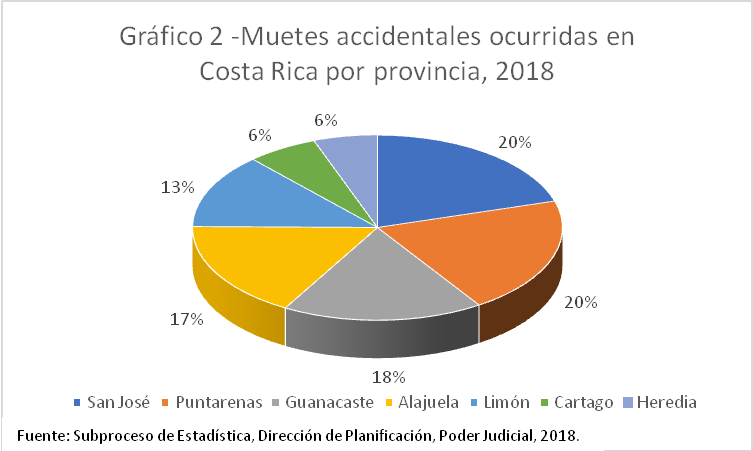 Gráfico 2 -Muetes accidentales ocurridas en
Costa Rica por provincia, 2018
6%
20%
6%
13%
20%
17%
18%
San José Puntarenas Guanacaste Alajuela Limón Cartago Heredia
Fuente: Subproceso de Estadística, Dirección de Planificación, Poder Judicial, 2018.